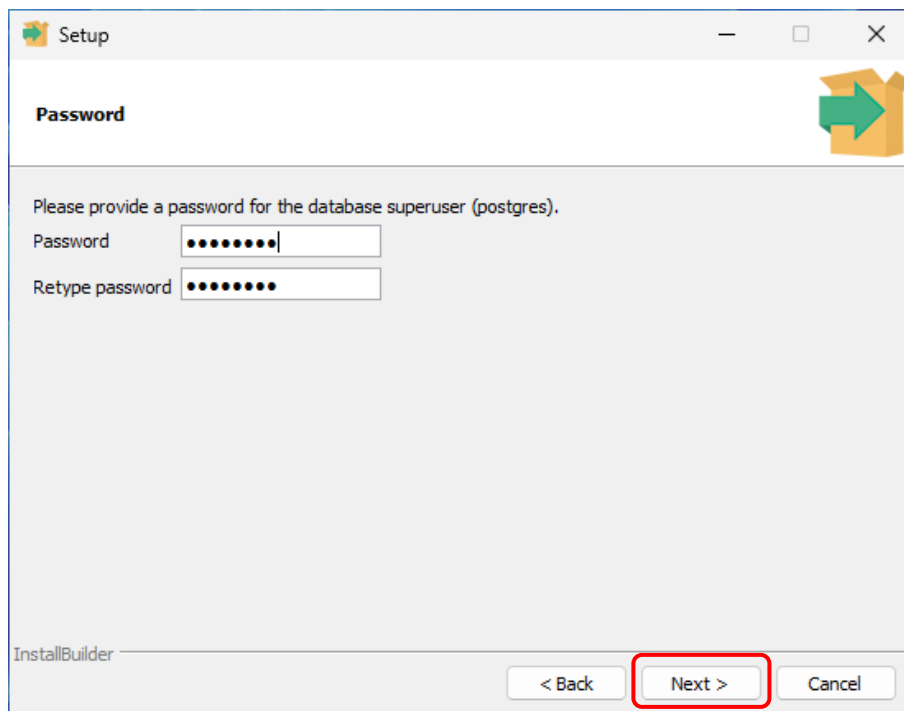 Setup
Password
Please provide a password for the database superuser (postgres).
Password ••••••••
Retype password ••••••••
InstallBuilder
< Back Next > Cancel